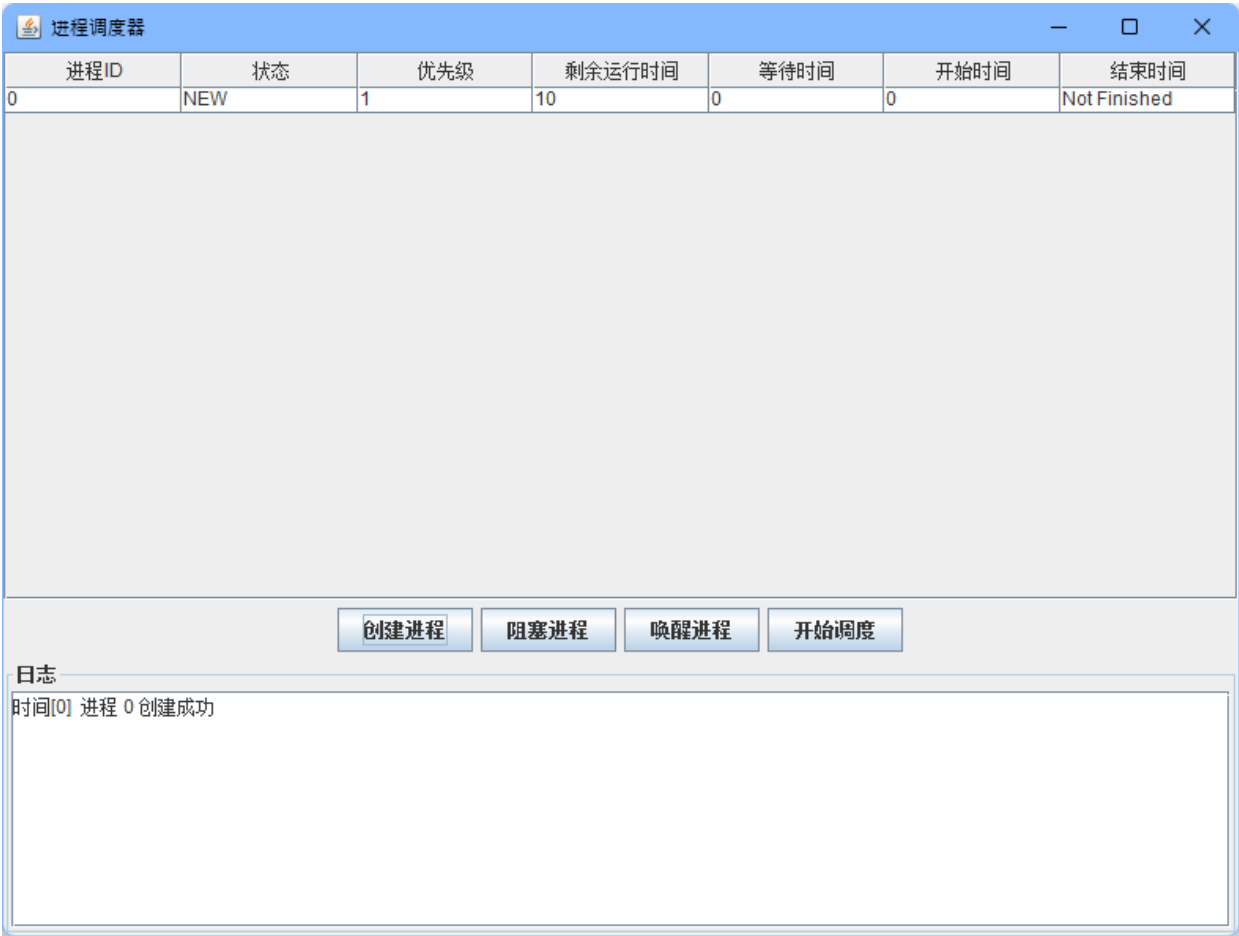 进程调度器
进程ID 状态 优先级 剩余运行时间 等待时间 开始时间 结束时间
0 NEW 1 10 0 0 Not Finished
创建进程 阻塞进程 唤醒进程 开始调度
日志
时间[0] 进程 0 创建成功